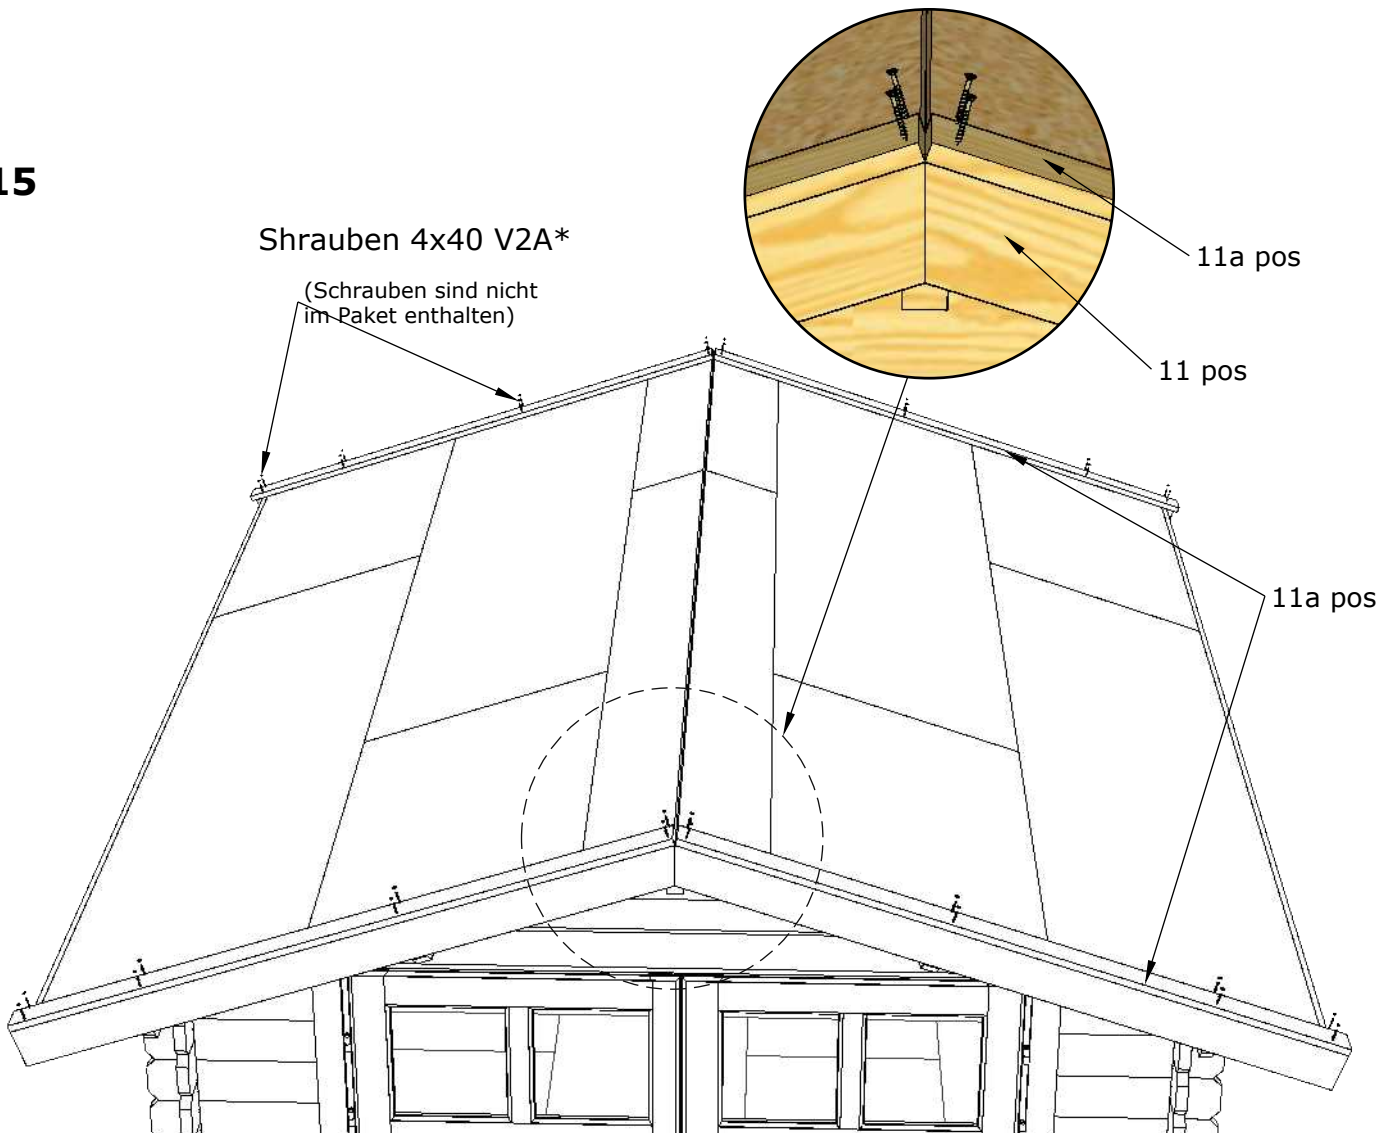 15
Shrauben 4x40 V2A*
(Schrauben sind nicht
im Paket enthalten)
11a pos
11 pos
11a pos